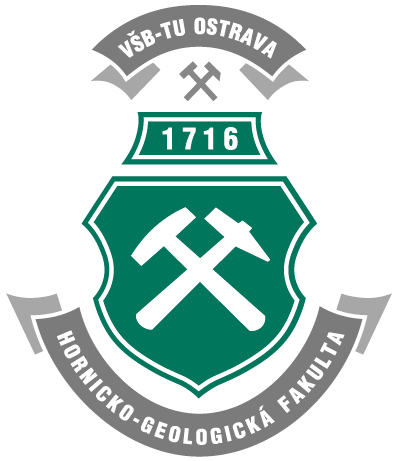 VŠB-TU OSTRAVA
1716
HORNICKO-GEOLOGICKÁ FAKULTA